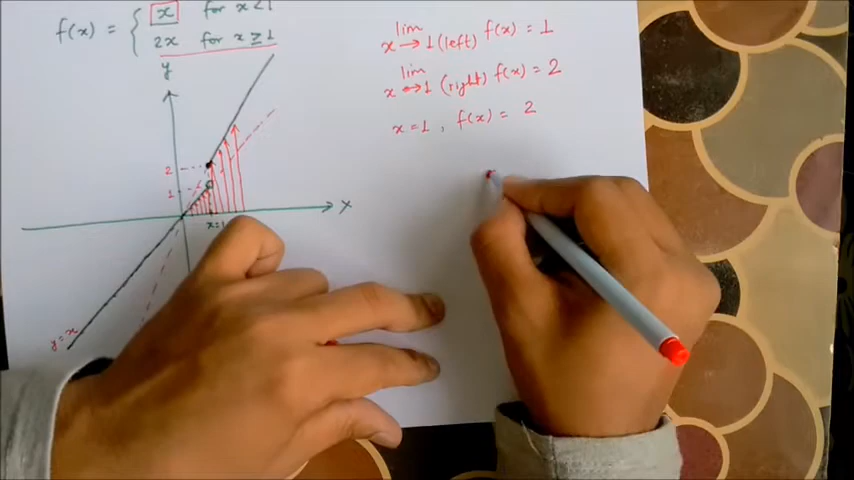 f(x) = { x for x<1
2x for x≥1
lim x→1(left) f(x) = 1
lim x→1 (right) f(x) = 2
x=1, f(x) = 2
y
2
1
x
x=1
y=x